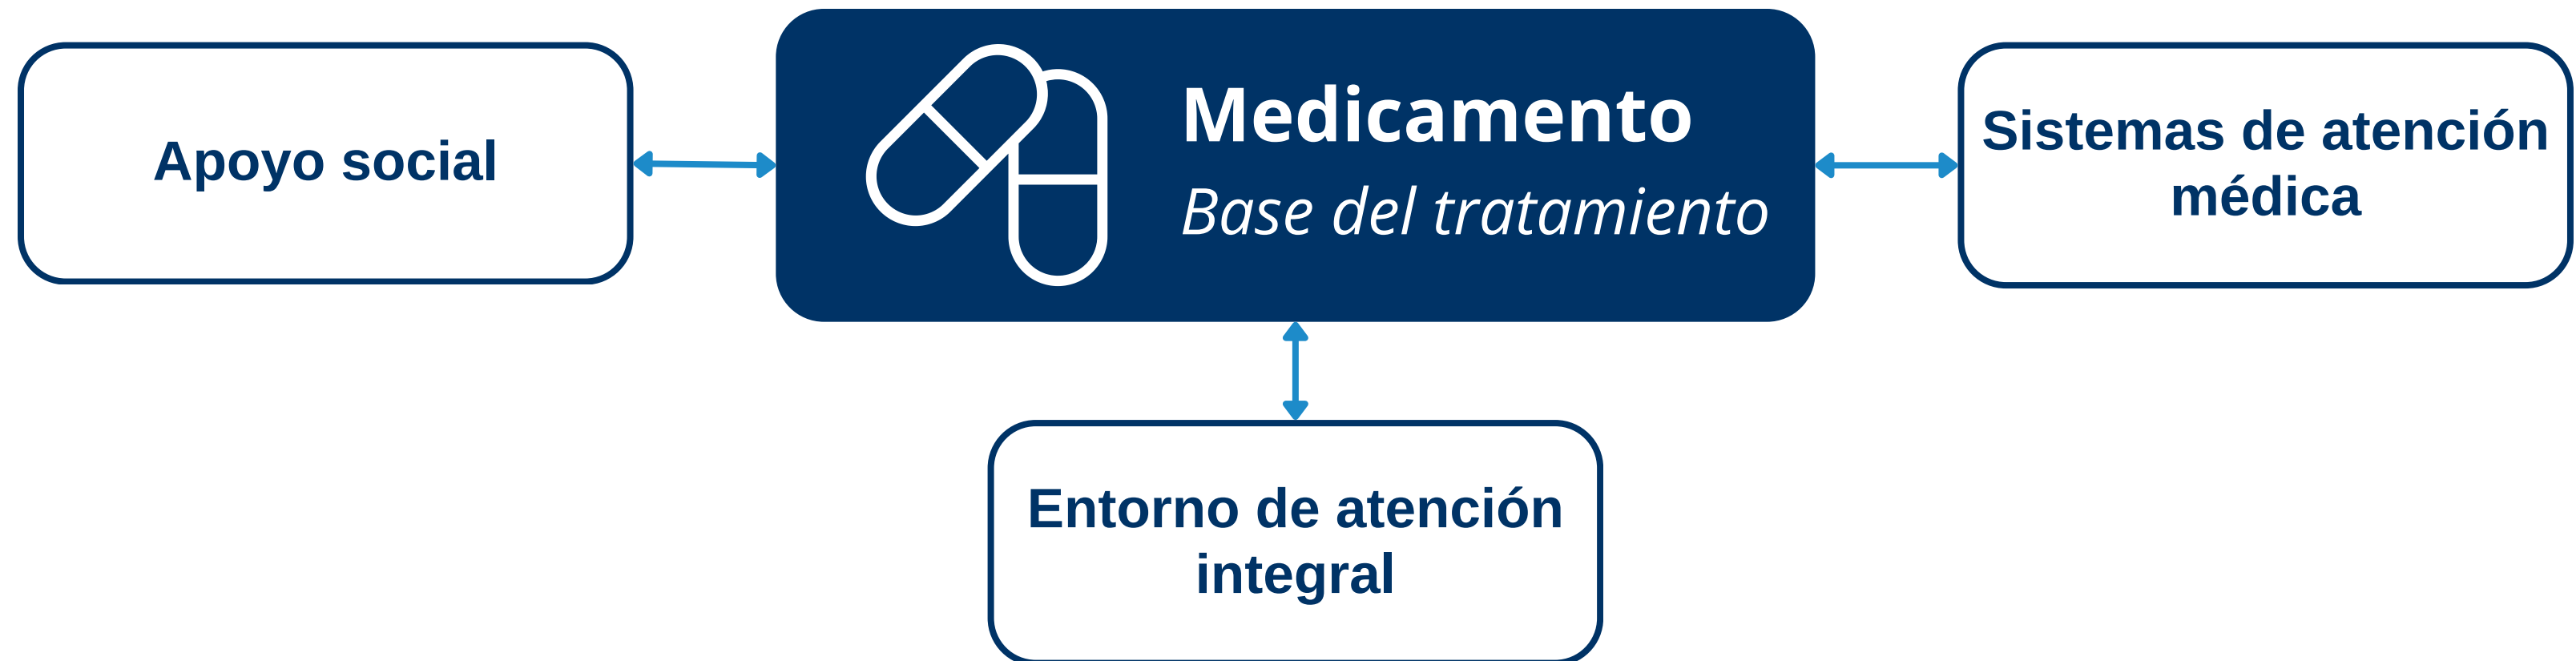 Apoyo social
Medicamento
Base del tratamiento
Sistemas de atención
médica
Entorno de atención
integral